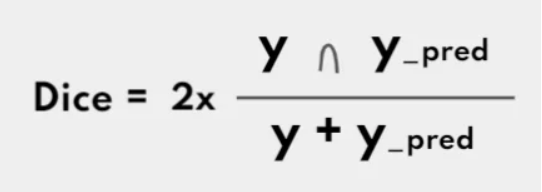 y ∩ y_pred
Dice = 2x
y + y_pred